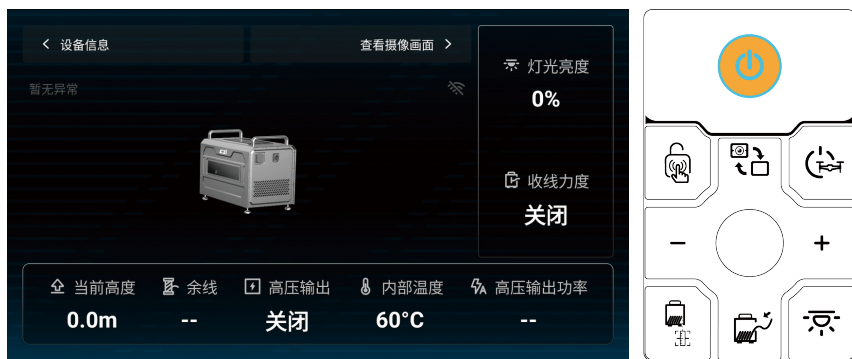 设备信息
查看摄像画面
暂无异常
灯光亮度
0%
收线力度
关闭
当前高度
余线
高压输出
内部温度
高压输出功率
0.0m
--
关闭
60°C
--